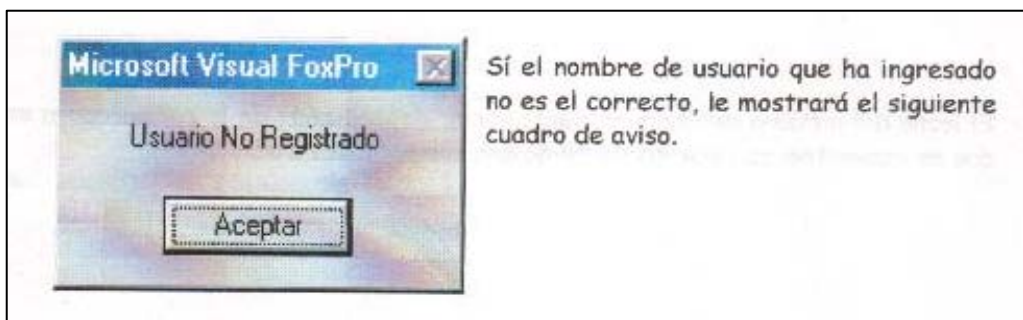 Microsoft Visual FoxPro
Usuario No Registrado
Aceptar
Sí el nombre de usuario que ha ingresado
no es el correcto, le mostrará el siguiente
cuadro de aviso.